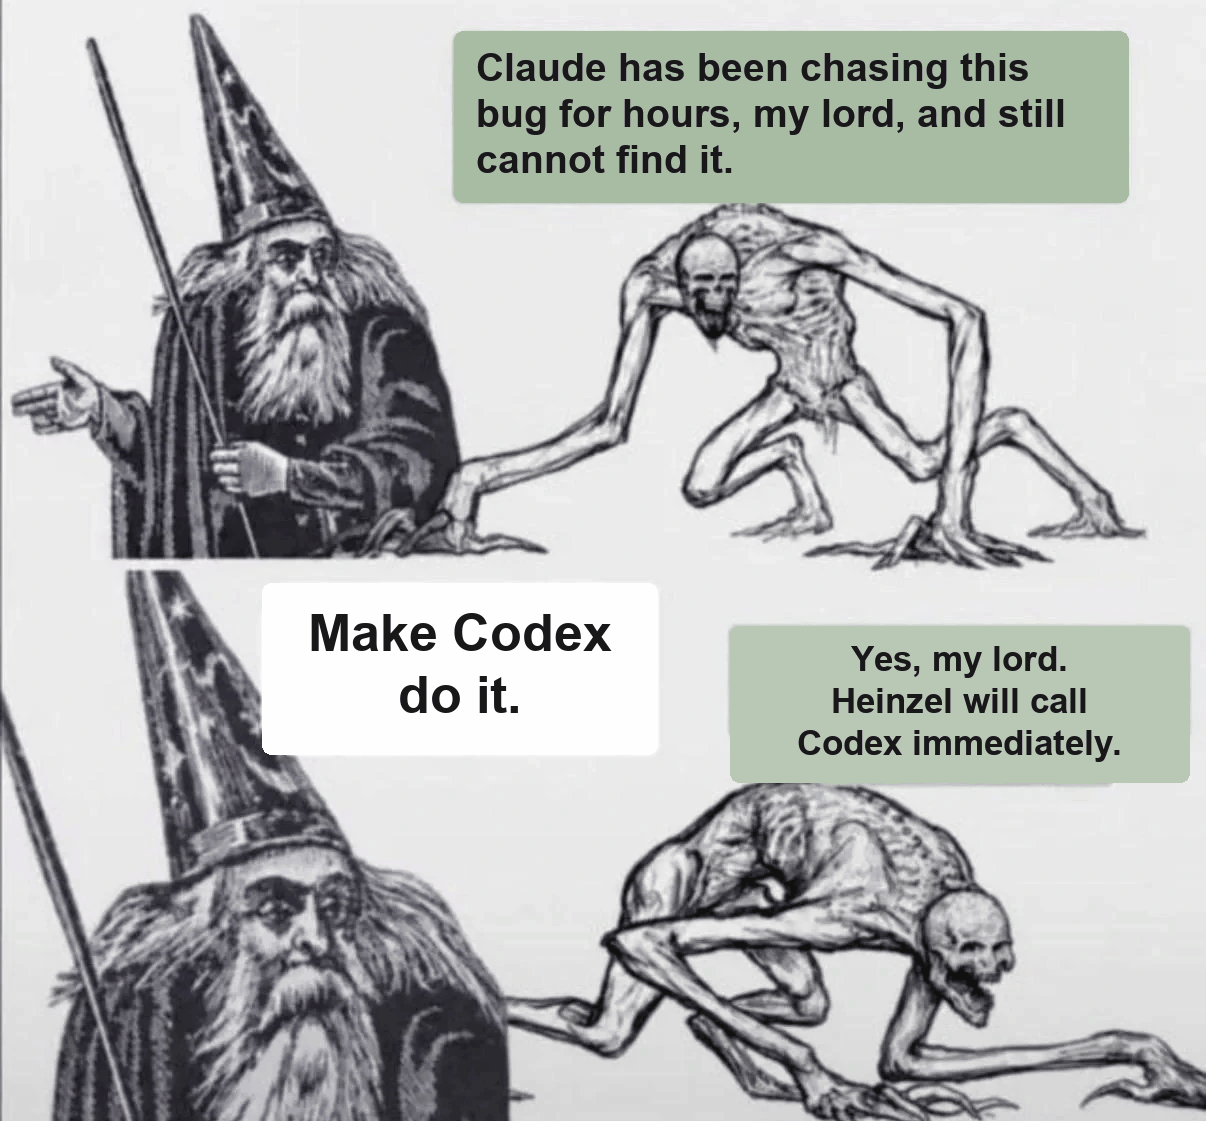 Claude has been chasing this
bug for hours, my lord, and still
cannot find it.
Make Codex
do it.
Yes, my lord.
Heinzel will call
Codex immediately.